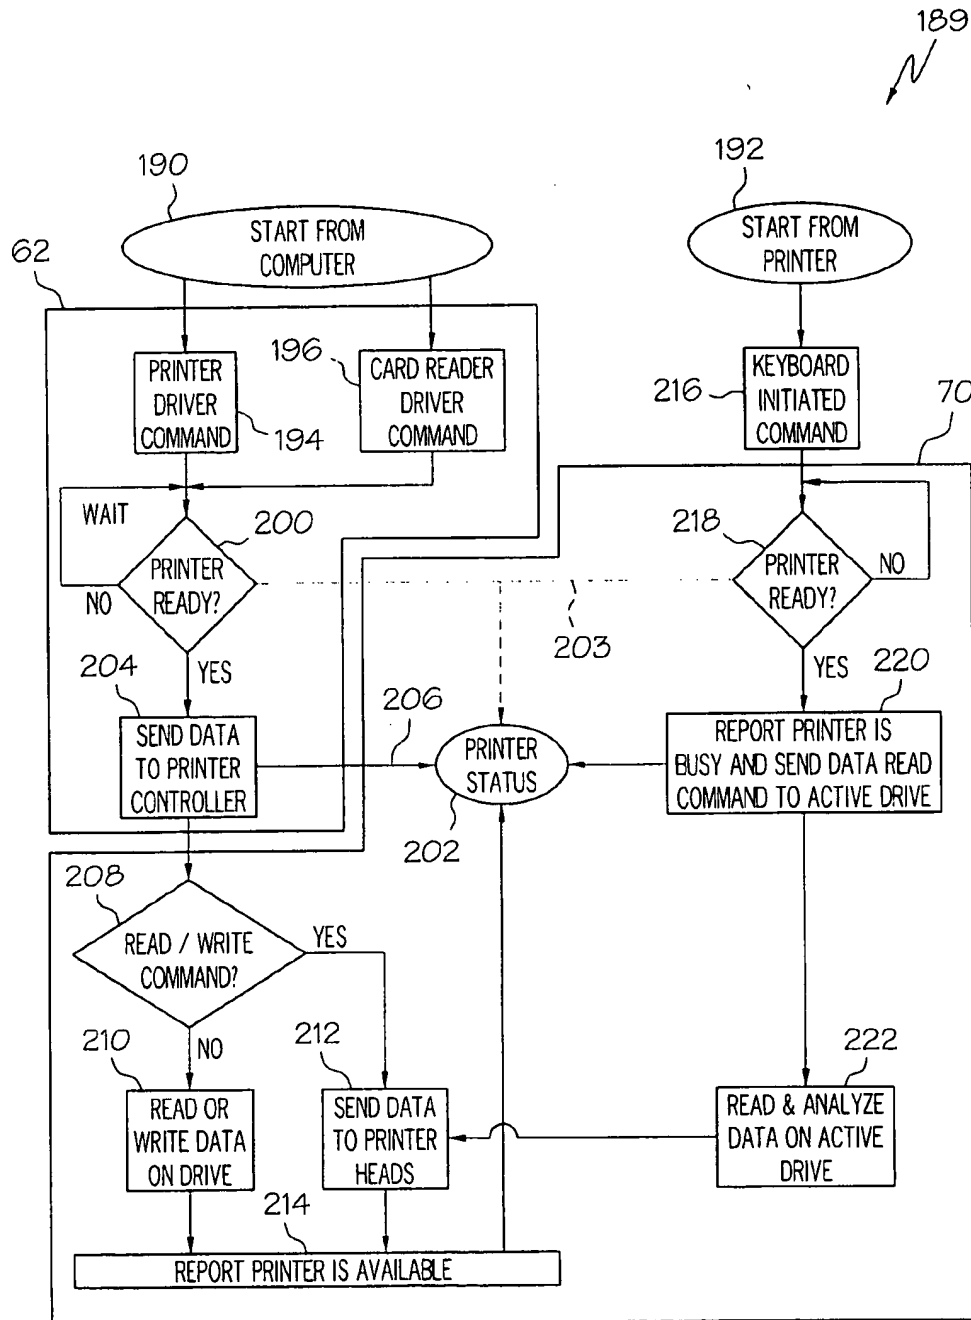 189
190
192
START FROM
COMPUTER
START FROM
PRINTER
62
PRINTER
DRIVER
COMMAND
194
196
CARD READER
DRIVER
COMMAND
216
KEYBOARD
INITIATED
COMMAND
70
WAIT
200
PRINTER
READY?
NO
YES
218
PRINTER
READY?
NO
YES
203
204
SEND DATA
TO PRINTER
CONTROLLER
206
PRINTER
STATUS
202
220
REPORT PRINTER IS
BUSY AND SEND DATA READ
COMMAND TO ACTIVE DRIVE
208
READ / WRITE
COMMAND?
YES
NO
210
READ OR
WRITE DATA
ON DRIVE
212
SEND DATA
TO PRINTER
HEADS
222
READ & ANALYZE
DATA ON ACTIVE
DRIVE
214
REPORT PRINTER IS AVAILABLE